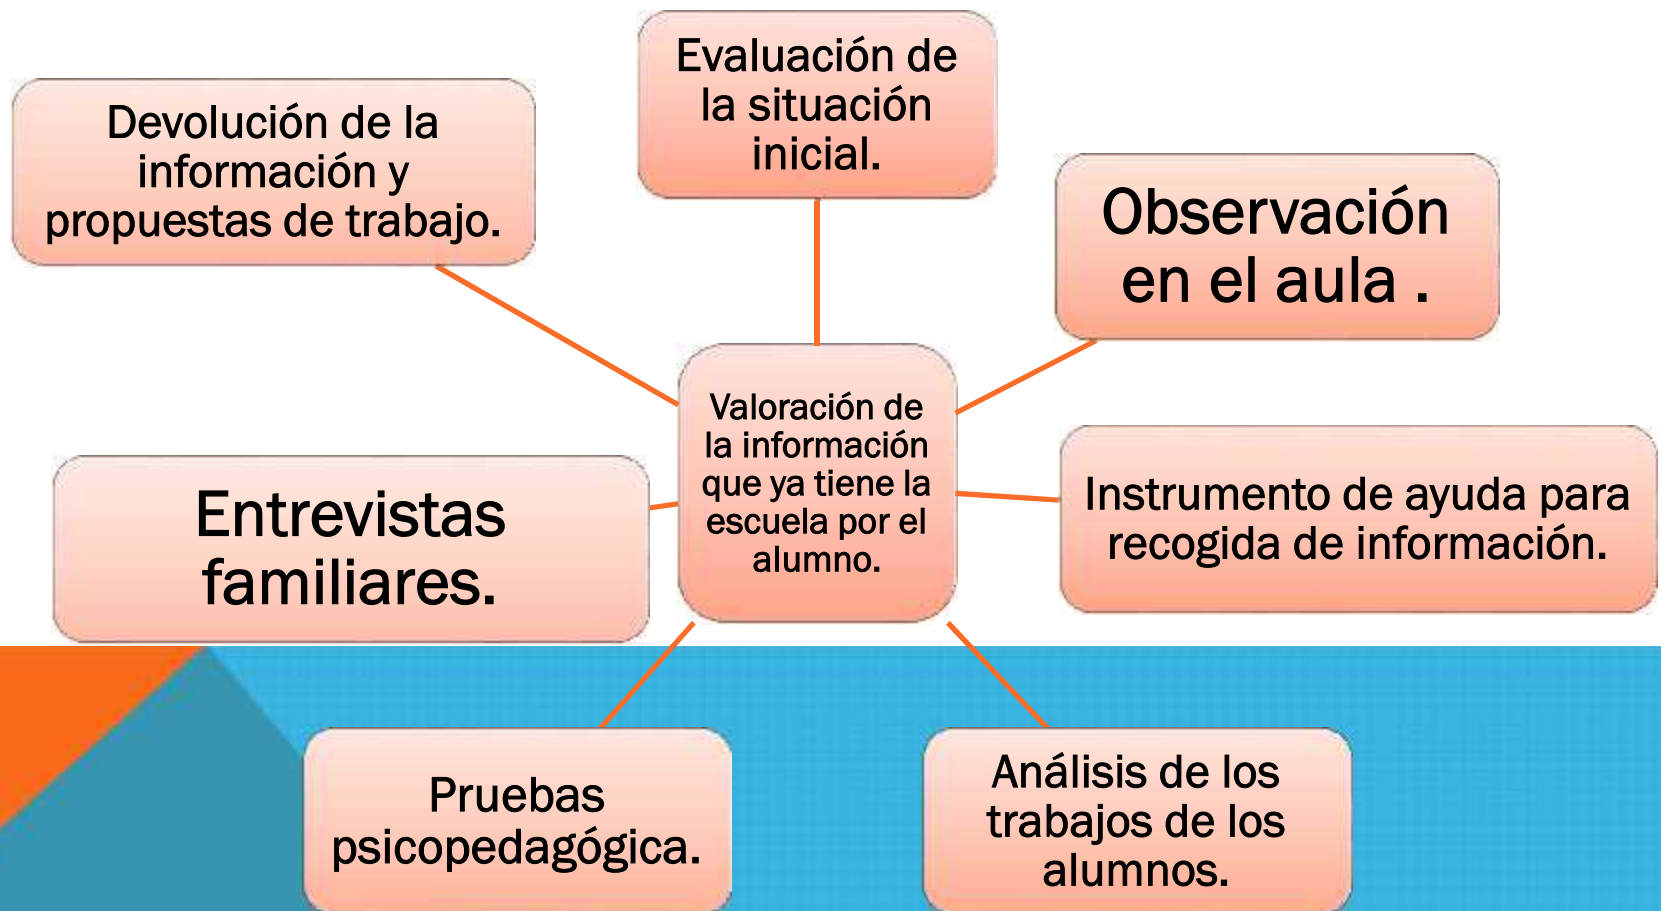 Evaluación de
la situación
inicial.
Devolución de la
información y
propuestas de trabajo.
Observación
en el aula .
Valoración de
la información
que ya tiene la
escuela por el
alumno.
Entrevistas
familiares.
Instrumento de ayuda para
recogida de información.
Pruebas
psicopedagógica.
Análisis de los
trabajos de los
alumnos.